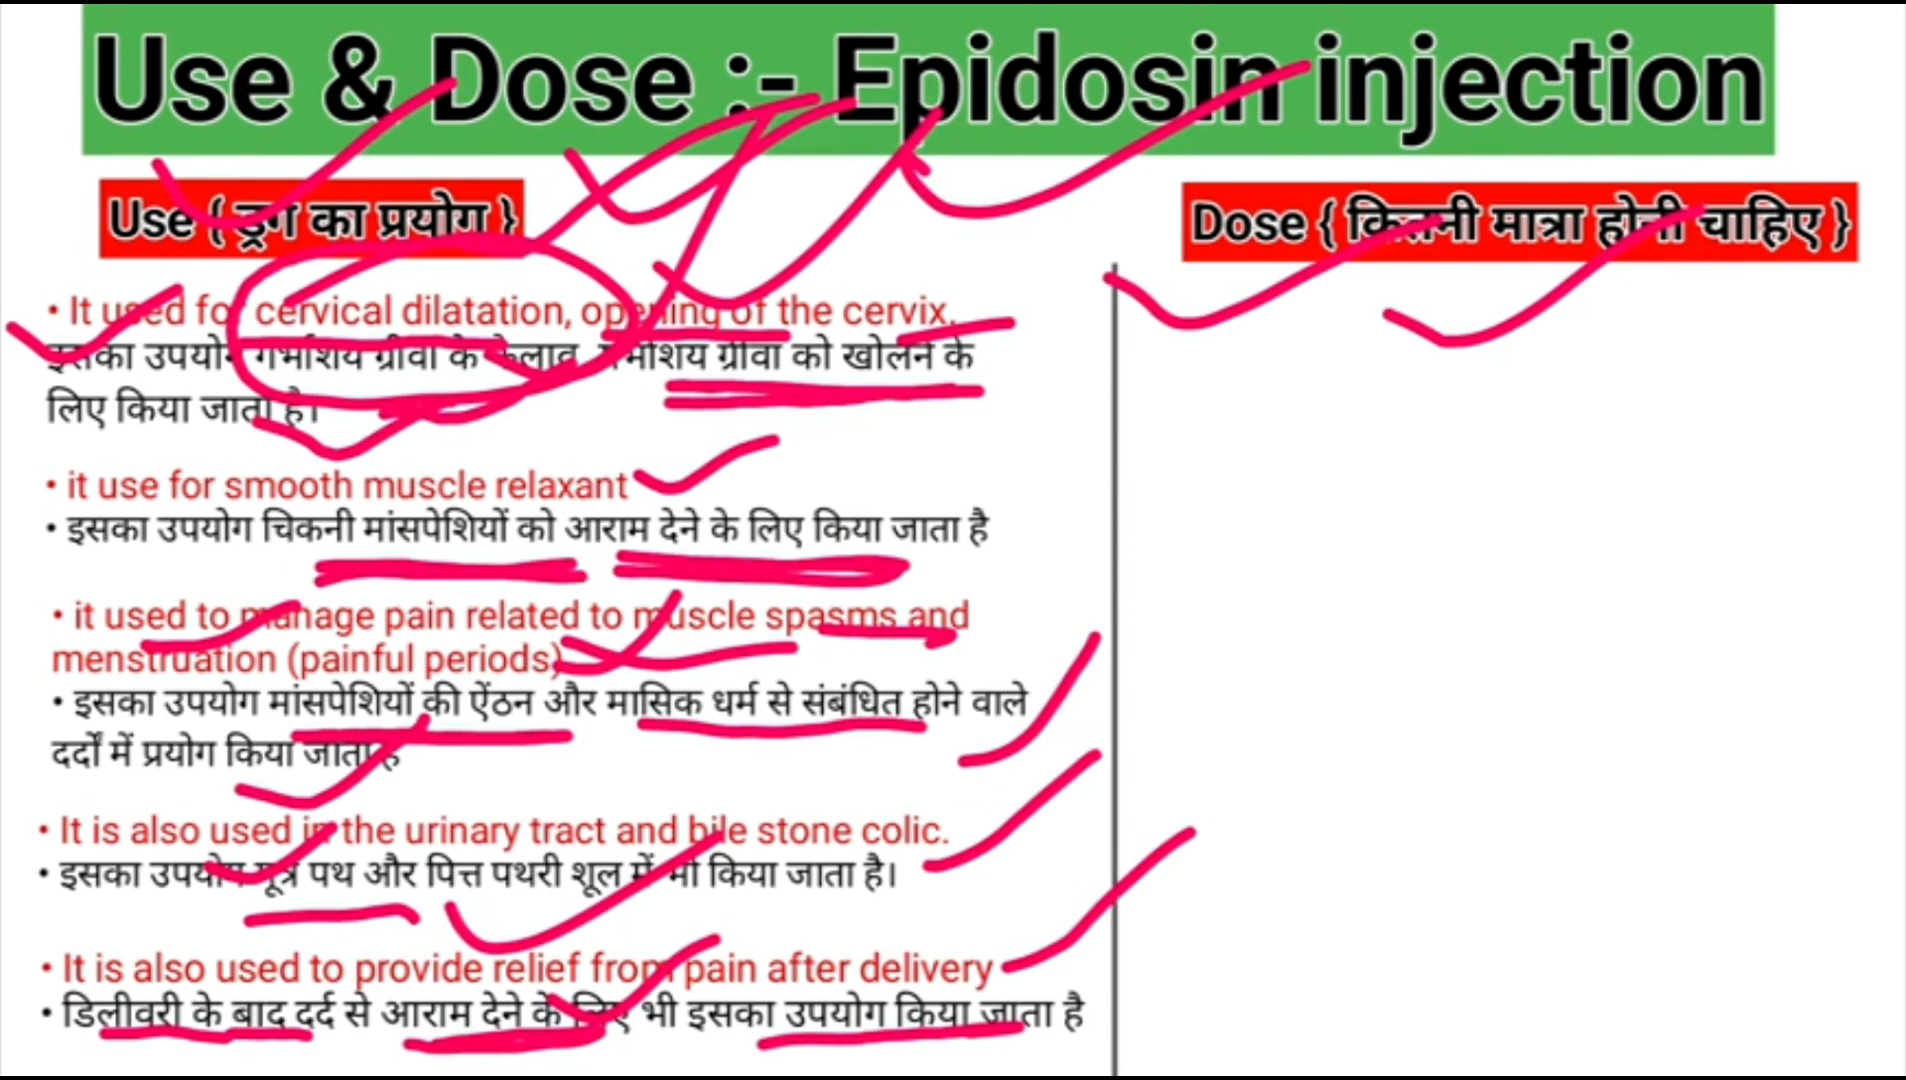 Use & Dose :- Epidosin injection
Use { ड्रग का प्रयोग }
Dose { कितनी मात्रा होनी चाहिए }
• It used for cervical dilatation, opening of the cervix.
इसका उपयोग गर्भाशय ग्रीवा के फैलाव, गर्भाशय ग्रीवा को खोलने के
लिए किया जाता है।
• it use for smooth muscle relaxant
• इसका उपयोग चिकनी मांसपेशियों को आराम देने के लिए किया जाता है
• it used to manage pain related to muscle spasms and
menstruation (painful periods)
• इसका उपयोग मांसपेशियों की ऐंठन और मासिक धर्म से संबंधित होने वाले
दर्दों में प्रयोग किया जाता है
• It is also used in the urinary tract and bile stone colic.
• इसका उपयोग मूत्र पथ और पित्त पथरी शूल में भी किया जाता है।
• It is also used to provide relief from pain after delivery
• डिलीवरी के बाद दर्द से आराम देने के लिए भी इसका उपयोग किया जाता है